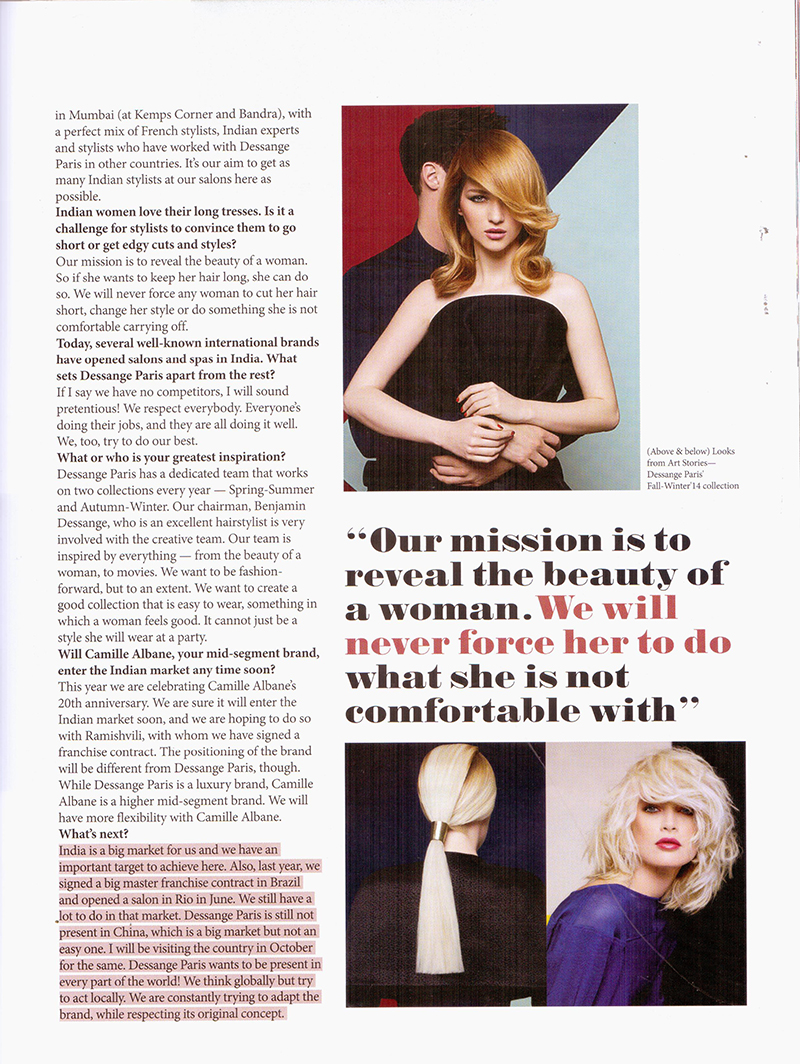 in Mumbai (at Kemps Corner and Bandra), with
a perfect mix of French stylists, Indian experts
and stylists who have worked with Dessange
Paris in other countries. It's our aim to get as
many Indian stylists at our salons here as
possible.
Indian women love their long tresses. Is it a
challenge for stylists to convince them to go
short or get edgy cuts and styles?
Our mission is to reveal the beauty of a woman.
So if she wants to keep her hair long, she can do
so. We will never force any woman to cut her hair
short, change her style or do something she is not
comfortable carrying off.
Today, several well-known international brands
have opened salons and spas in India. What
sets Dessange Paris apart from the rest?
If I say we have no competitors, I will sound
pretentious! We respect everybody. Everyone's
doing their jobs, and they are all doing it well.
We, too, try to do our best.
What or who is your greatest inspiration?
Dessange Paris has a dedicated team that works
on two collections every year — Spring-Summer
and Autumn-Winter. Our chairman, Benjamin
Dessange, who is an excellent hairstylist is very
involved with the creative team. Our team is
inspired by everything — from the beauty of a
woman, to movies. We want to be fashion-
forward, but to an extent. We want to create a
good collection that is easy to wear, something in
which a woman feels good. It cannot just be a
style she will wear at a party.
Will Camille Albane, your mid-segment brand,
enter the Indian market any time soon?
This year we are celebrating Camille Albane's
20th anniversary. We are sure it will enter the
Indian market soon, and we are hoping to do so
with Ramishvili, with whom we have signed a
franchise contract. The positioning of the brand
will be different from Dessange Paris, though.
While Dessange Paris is a luxury brand, Camille
Albane is a higher mid-segment brand. We will
have more flexibility with Camille Albane.
What's next?
India is a big market for us and we have an
important target to achieve here. Also, last year, we
signed a big master franchise contract in Brazil
and opened a salon in Rio in June. We still have a
lot to do in that market. Dessange Paris is still not
present in China, which is a big market but not an
easy one. I will be visiting the country in October
for the same. Dessange Paris wants to be present in
every part of the world! We think globally but try
to act locally. We are constantly trying to adapt the
brand, while respecting its original concept.
(Above & below) Looks
from Art Stories—
Dessange Paris'
Fall-Winter'14 collection
“Our mission is to
reveal the beauty of
a woman. We will
never force her to do
what she is not
comfortable with”